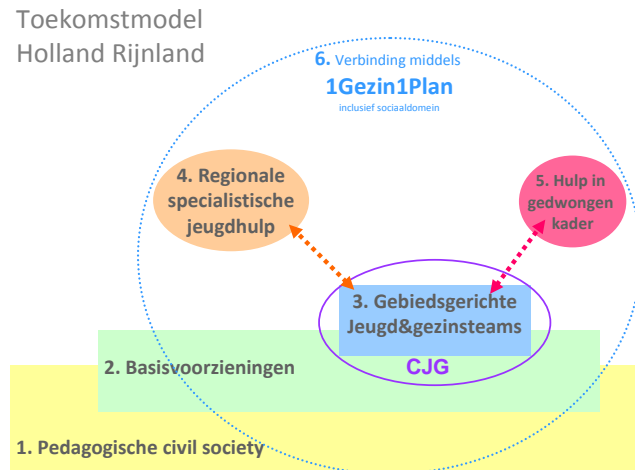 Toekomstmodel
Holland Rijnland
6. Verbinding middels
1Gezin1Plan
inclusief sociaaldomein
4. Regionale
specialistische
jeugdhulp
5. Hulp in
gedwongen
kader
3. Gebiedsgerichte
Jeugd&gezinsteams
2. Basisvoorzieningen
CJG
1. Pedagogische civil society